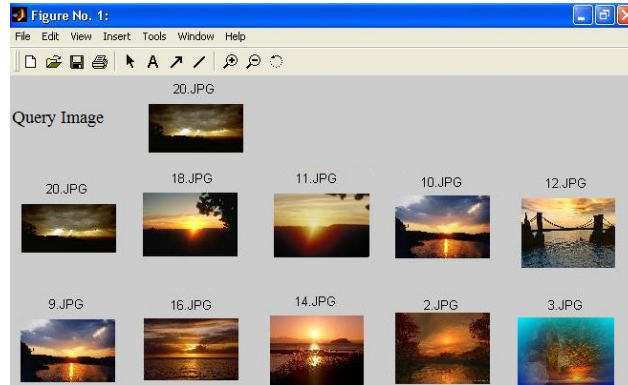 Figure No. 1:
File Edit View Insert Tools Window Help
A
20.JPG
Query Image
20.JPG 18.JPG 11.JPG 10.JPG 12.JPG
9.JPG 16.JPG 14.JPG 2.JPG 3.JPG